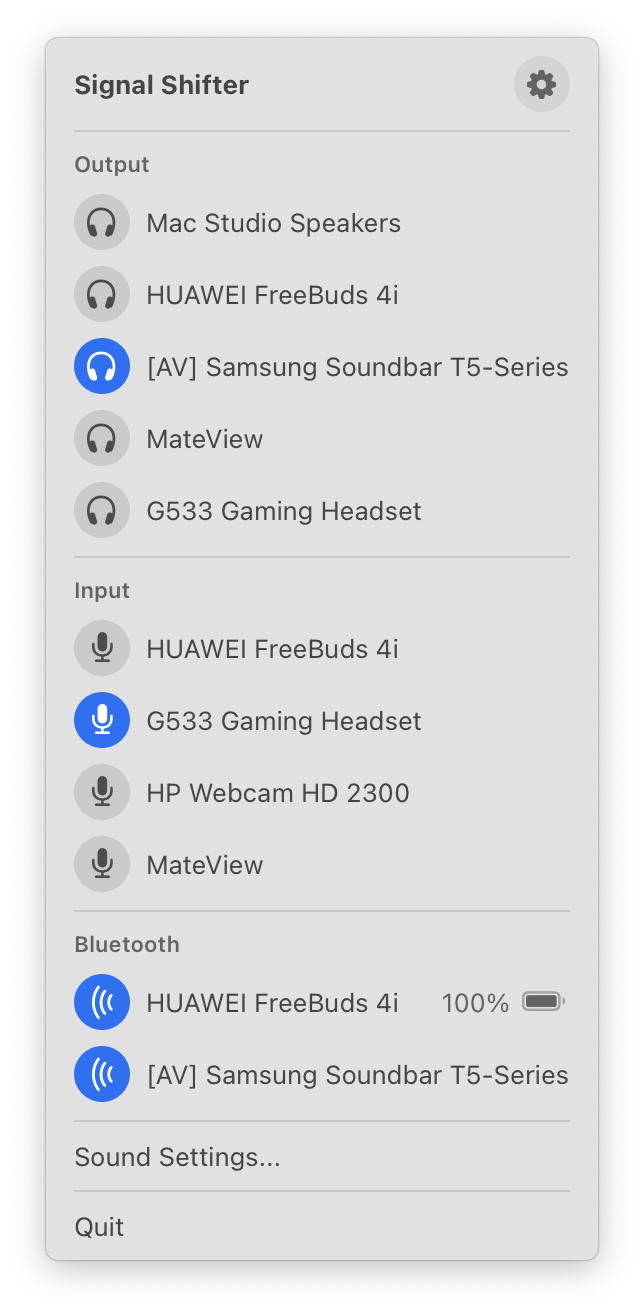 Signal Shifter
Output
Mac Studio Speakers
HUAWEI FreeBuds 4i
[AV] Samsung Soundbar T5-Series
MateView
G533 Gaming Headset
Input
HUAWEI FreeBuds 4i
G533 Gaming Headset
HP Webcam HD 2300
MateView
Bluetooth
HUAWEI FreeBuds 4i 100%
[AV] Samsung Soundbar T5-Series
Sound Settings...
Quit